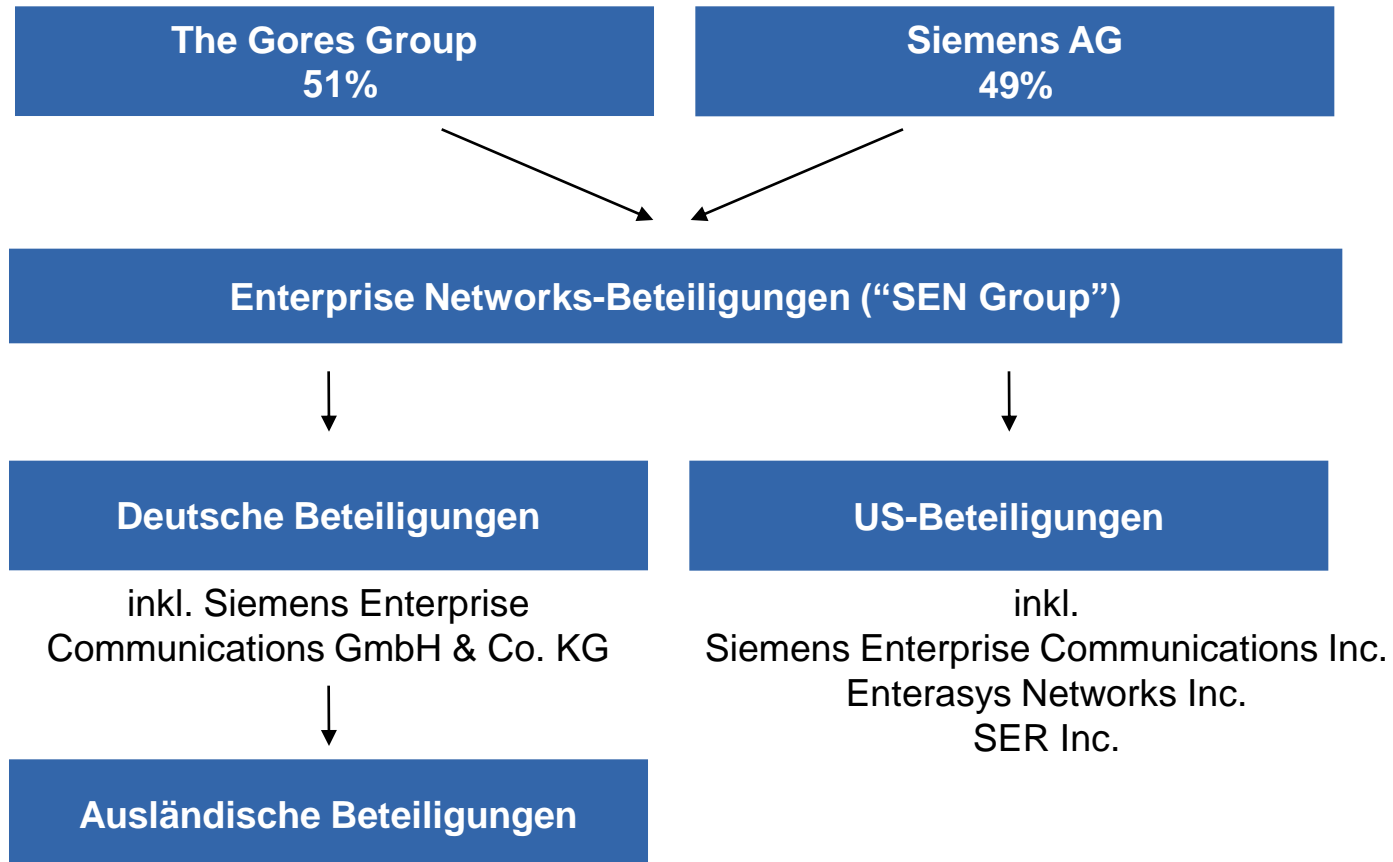 The Gores Group
51%
Siemens AG
49%
Enterprise Networks-Beteiligungen (“SEN Group”)
Deutsche Beteiligungen
inkl. Siemens Enterprise
Communications GmbH & Co. KG
US-Beteiligungen
inkl.
Siemens Enterprise Communications Inc.
Enterasys Networks Inc.
SER Inc.
Ausländische Beteiligungen